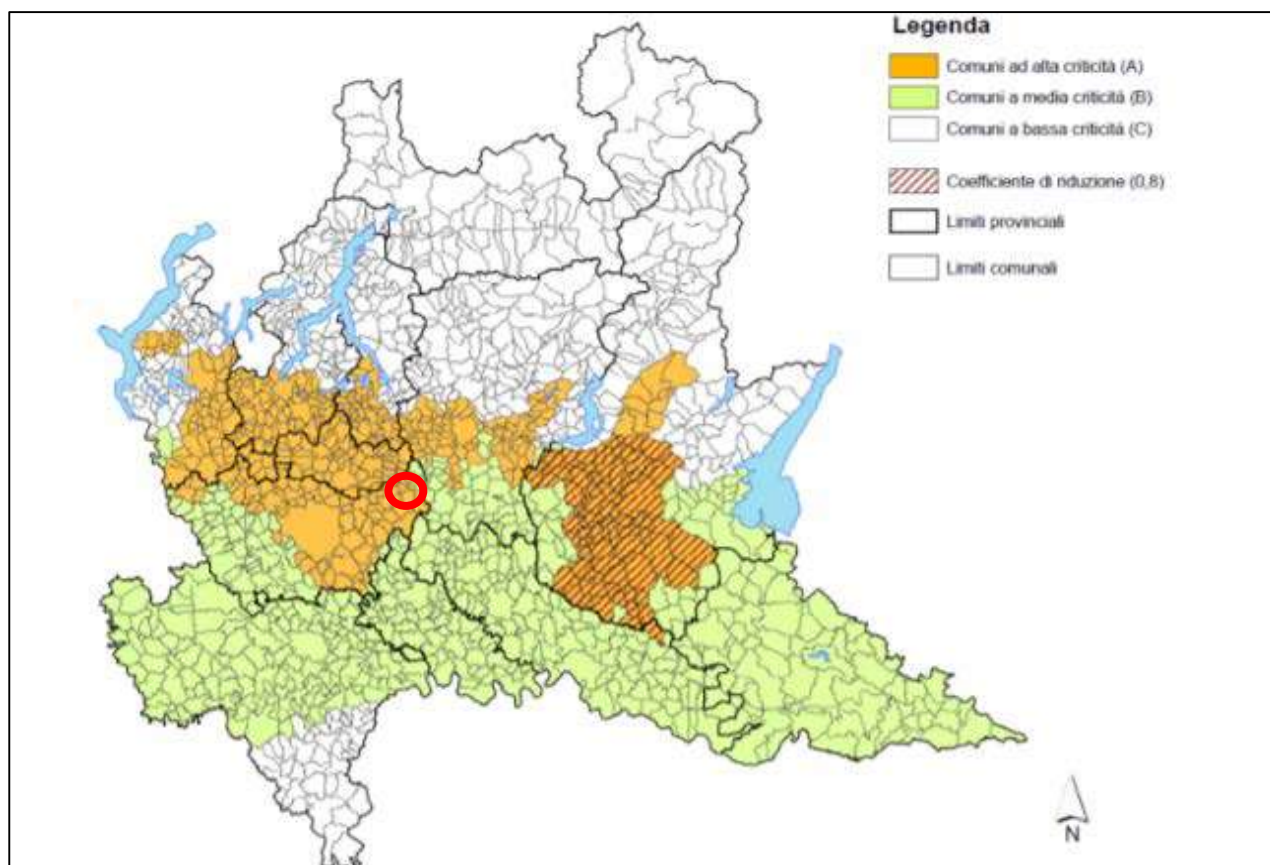 Legenda
Comuni ad alta criticità (A)
Comuni a media criticità (B)
Comuni a bassa criticità (C)
Coefficiente di riduzione (0,8)
Limiti provinciali
Limiti comunali
N